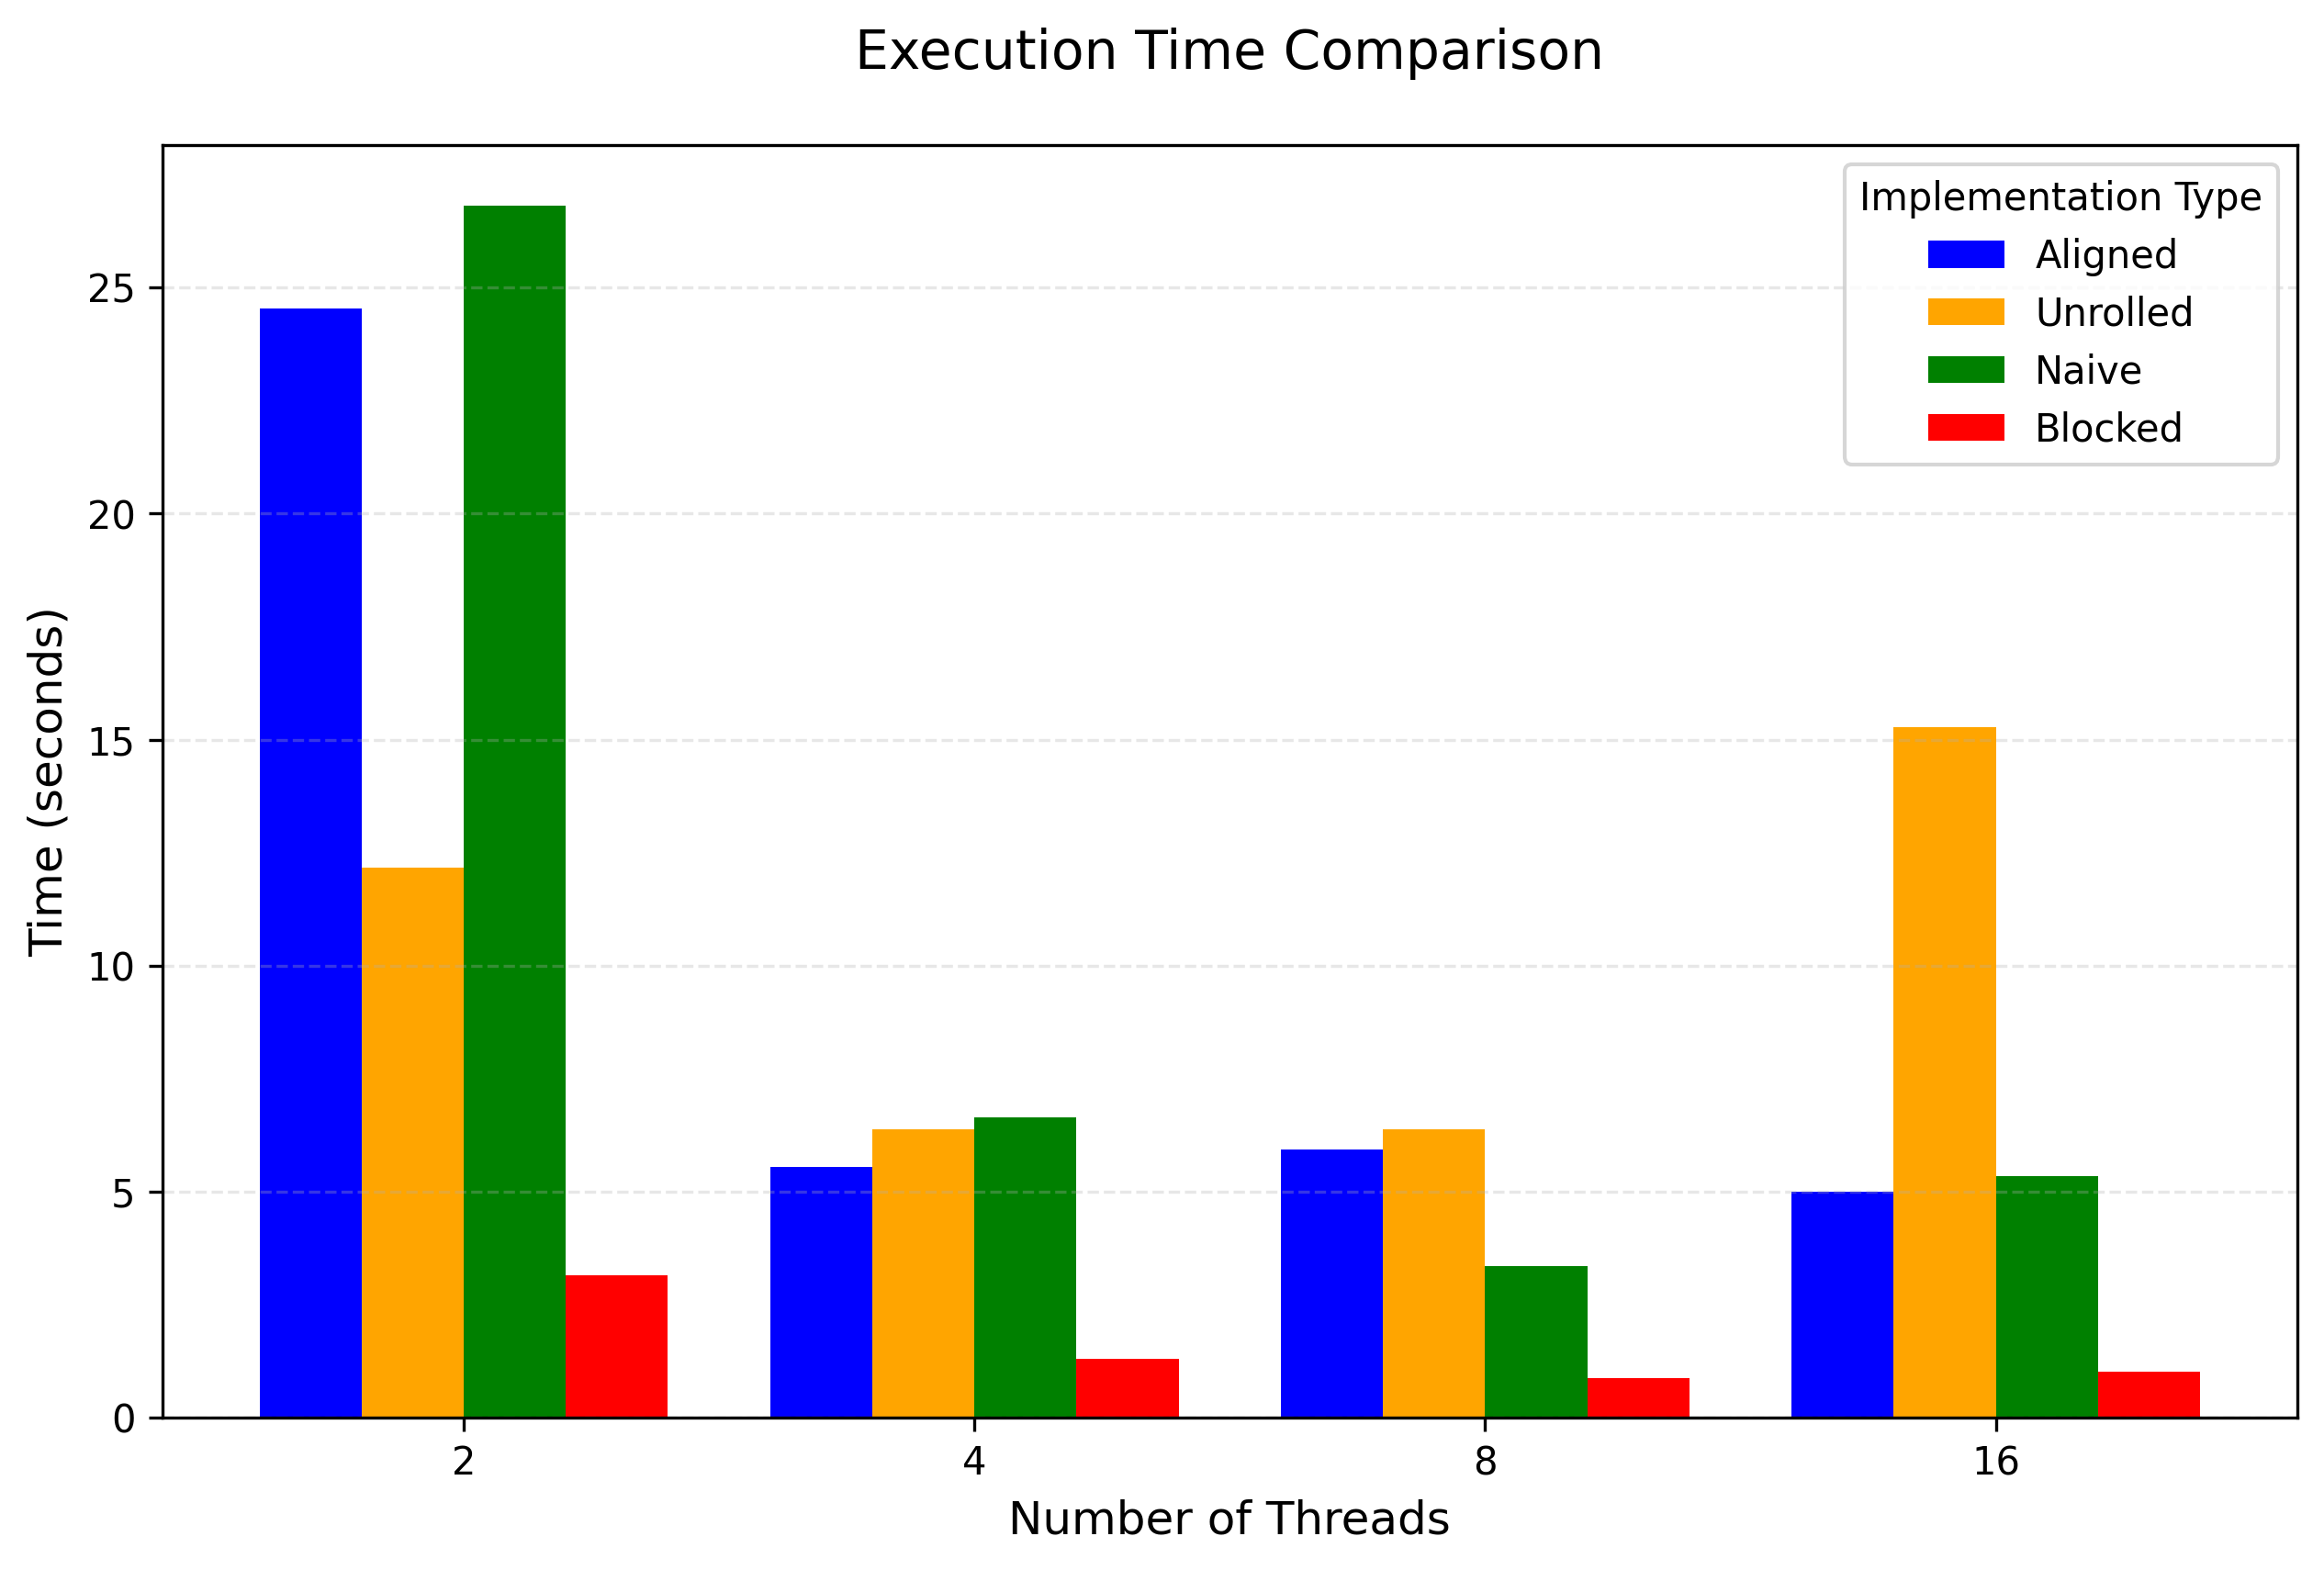 Execution Time Comparison
Implementation Type
Aligned
Unrolled
Naive
Blocked
Time (seconds)
25
20
15
10
5
0
2 4 8 16
Number of Threads